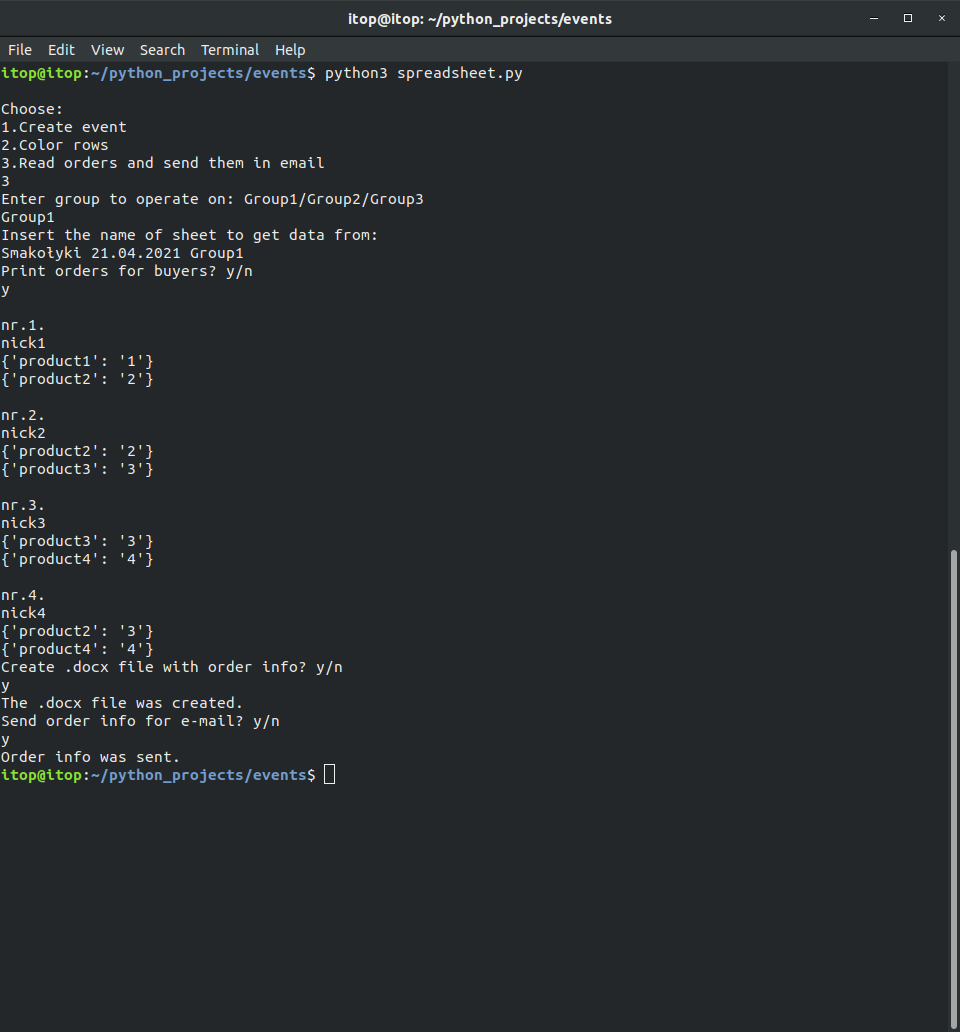 itop@itop: ~/python_projects/events
File Edit View Search Terminal Help
itop@itop:~/python_projects/events$ python3 spreadsheet.py
Choose:
1.Create event
2.Color rows
3.Read orders and send them in email
3
Enter group to operate on: Group1/Group2/Group3
Group1
Insert the name of sheet to get data from:
Smakołyki 21.04.2021 Group1
Print orders for buyers? y/n
y
nr.1.
nick1
{'product1': '1'}
{'product2': '2'}
nr.2.
nick2
{'product2': '2'}
{'product3': '3'}
nr.3.
nick3
{'product3': '3'}
{'product4': '4'}
nr.4.
nick4
{'product2': '3'}
{'product4': '4'}
Create .docx file with order info? y/n
y
The .docx file was created.
Send order info for e-mail? y/n
y
Order info was sent.
itop@itop:~/python_projects/events$